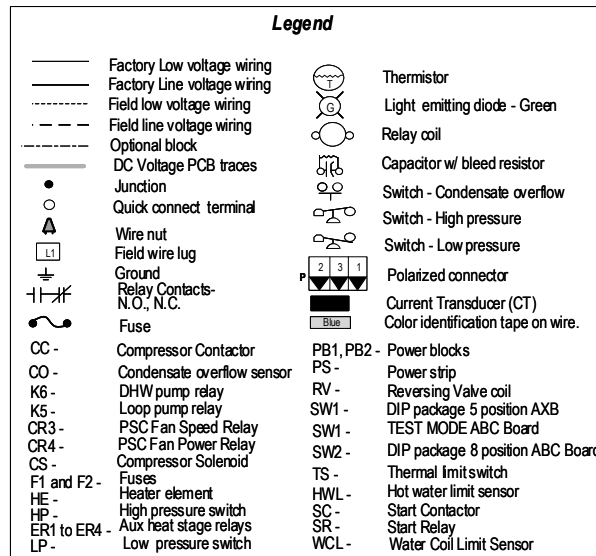 Legend
Factory Low voltage wiring
Factory Line voltage wiring
Field low voltage wiring
Field line voltage wiring
Optional block
DC Voltage PCB traces
Junction
Quick connect terminal
Wire nut
L1 Field wire lug
Ground
Relay Contacts-
N.O., N.C.
Fuse
CC - Compressor Contactor
CO - Condensate overflow sensor
K6 - DHW pump relay
K5 - Loop pump relay
CR3 - PSC Fan Speed Relay
CR4 - PSC Fan Power Relay
CS - Compressor Solenoid
F1 and F2 - Fuses
HE - Heater element
HP - High pressure switch
ER1 to ER4 - Aux heat stage relays
LP - Low pressure switch
T Thermistor
G Light emitting diode - Green
Relay coil
Capacitor w/ bleed resistor
Switch - Condensate overflow
Switch - High pressure
Switch - Low pressure
P 2 3 1 Polarized connector
Current Transducer (CT)
Blue Color identification tape on wire.
PB1, PB2 - Power blocks
PS - Power strip
RV - Reversing Valve coil
SW1 - DIP package 5 position AXB
SW1 - TEST MODE ABC Board
SW2 - DIP package 8 position ABC Board
TS - Thermal limit switch
HWL - Hot water limit sensor
SC - Start Contactor
SR - Start Relay
WCL - Water Coil Limit Sensor